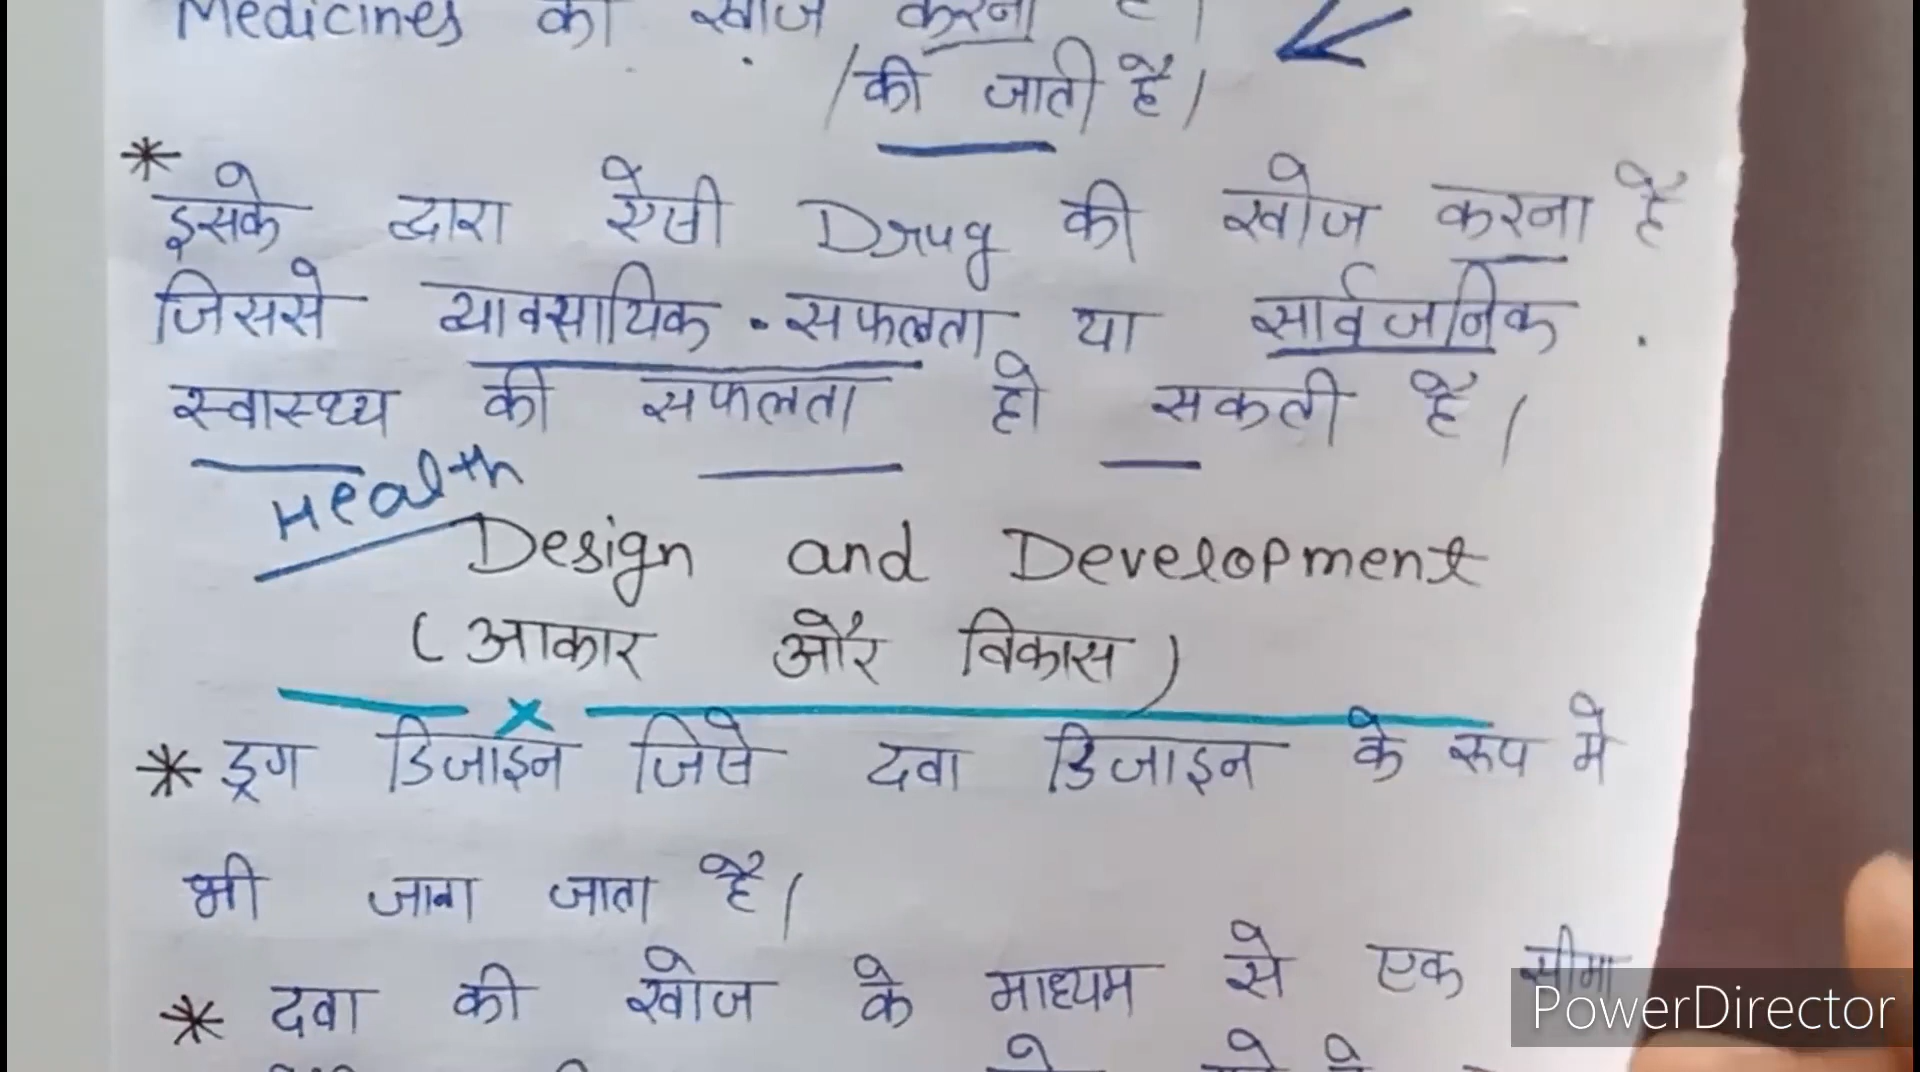 Medicines की खोज करना है।
/की जाती है।
* इसके द्वारा ऐसी Drug की खोज करना है
जिससे व्यावसायिक सफलता या सार्वजनिक
स्वास्थ्य की सफलता हो सकती है।
Health
Design and Development
(आकार और विकास)
* ड्रग डिजाइन जिसे दवा डिजाइन के रूप मे
भी जाना जाता है।
* दवा की खोज के माध्यम से एक सीमा
PowerDirector